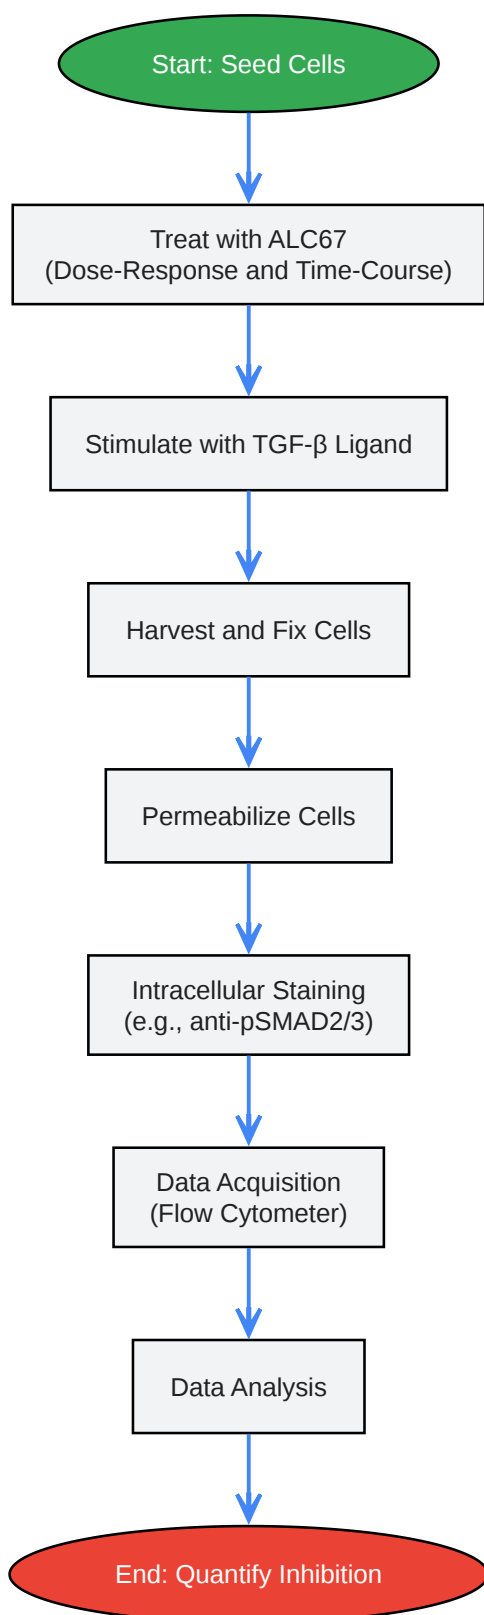 Start: Seed Cells
Treat with ALC67
(Dose-Response and Time-Course)
Stimulate with TGF-β Ligand
Harvest and Fix Cells
Permeabilize Cells
Intracellular Staining
(e.g., anti-pSMAD2/3)
Data Acquisition
(Flow Cytometer)
Data Analysis
End: Quantify Inhibition